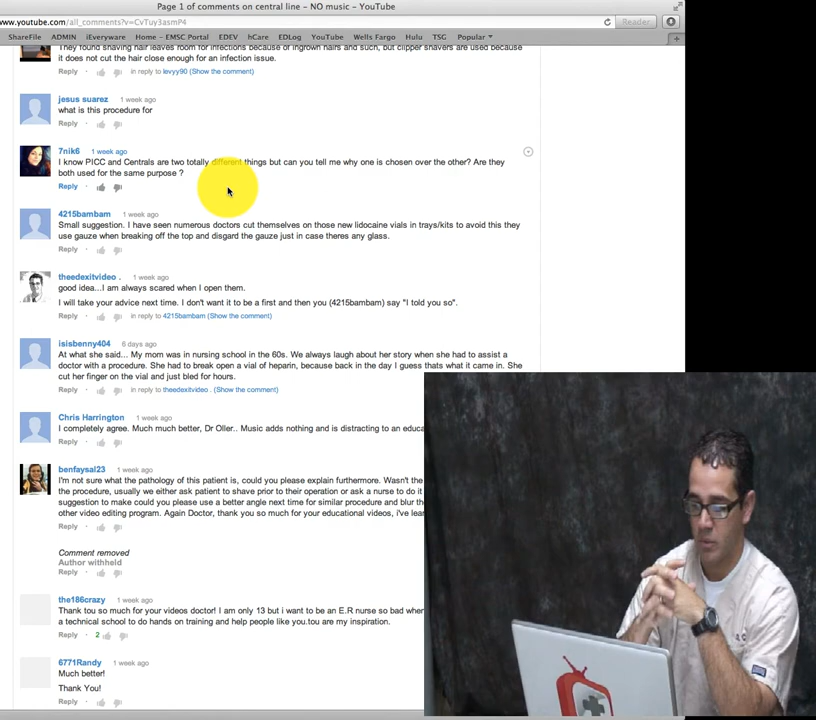 Page 1 of comments on central line – NO music – YouTube
www.youtube.com/all_comments?v=CvTuy3asmP4
Reader
ShareFile ADMIN iEveryware Home – EMSC Portal EDEV hCare EDLog YouTube Wells Fargo Hulu TSG Popular
They found shaving hair leaves room for infections because of ingrown hairs and such, but clipper shavers are used because
it does not cut the hair close enough for an infection issue.
Reply · in reply to levyy90 (Show the comment)
jesus suarez 1 week ago
what is this procedure for
Reply ·
7nik6 1 week ago
I know PICC and Centrals are two totally different things but can you tell me why one is chosen over the other? Are they
both used for the same purpose ?
Reply ·
4215bambam 1 week ago
Small suggestion. I have seen numerous doctors cut themselves on those new lidocaine vials in trays/kits to avoid this they
use gauze when breaking off the top and disgard the gauze just in case theres any glass.
Reply ·
theedexitvideo . 1 week ago
good idea...I am always scared when I open them.
I will take your advice next time. I don't want it to be a first and then you (4215bambam) say "I told you so".
Reply · in reply to 4215bambam (Show the comment)
isisbenny404 6 days ago
At what she said... My mom was in nursing school in the 60s. We always laugh about her story when she had to assist a
doctor with a procedure. She had to break open a vial of heparin, because back in the day I guess thats what it came in. She
cut her finger on the vial and just bled for hours.
Reply · in reply to theedexitvideo . (Show the comment)
Chris Harrington 1 week ago
I completely agree. Much much better, Dr Oller.. Music adds nothing and is distracting to an educa
Reply ·
benfaysal23 1 week ago
I'm not sure what the pathology of this patient is, could you please explain furthermore. Wasn't the
the procedure, usually we either ask patient to shave prior to their operation or ask a nurse to do it
suggestion to make could you please use a better angle next time for similar procedure and blur the
other video editing program. Again Doctor, thank you so much for your educational videos, i've lear
Reply ·
Comment removed
Author withheld
Reply ·
the186crazy 1 week ago
Thank tou so much for your videos doctor! I am only 13 but i want to be an E.R nurse so bad when
a technical school to do hands on training and help people like you.tou are my inspiration.
Reply · 2
6771Randy 1 week ago
Much better!
Thank You!
Reply ·